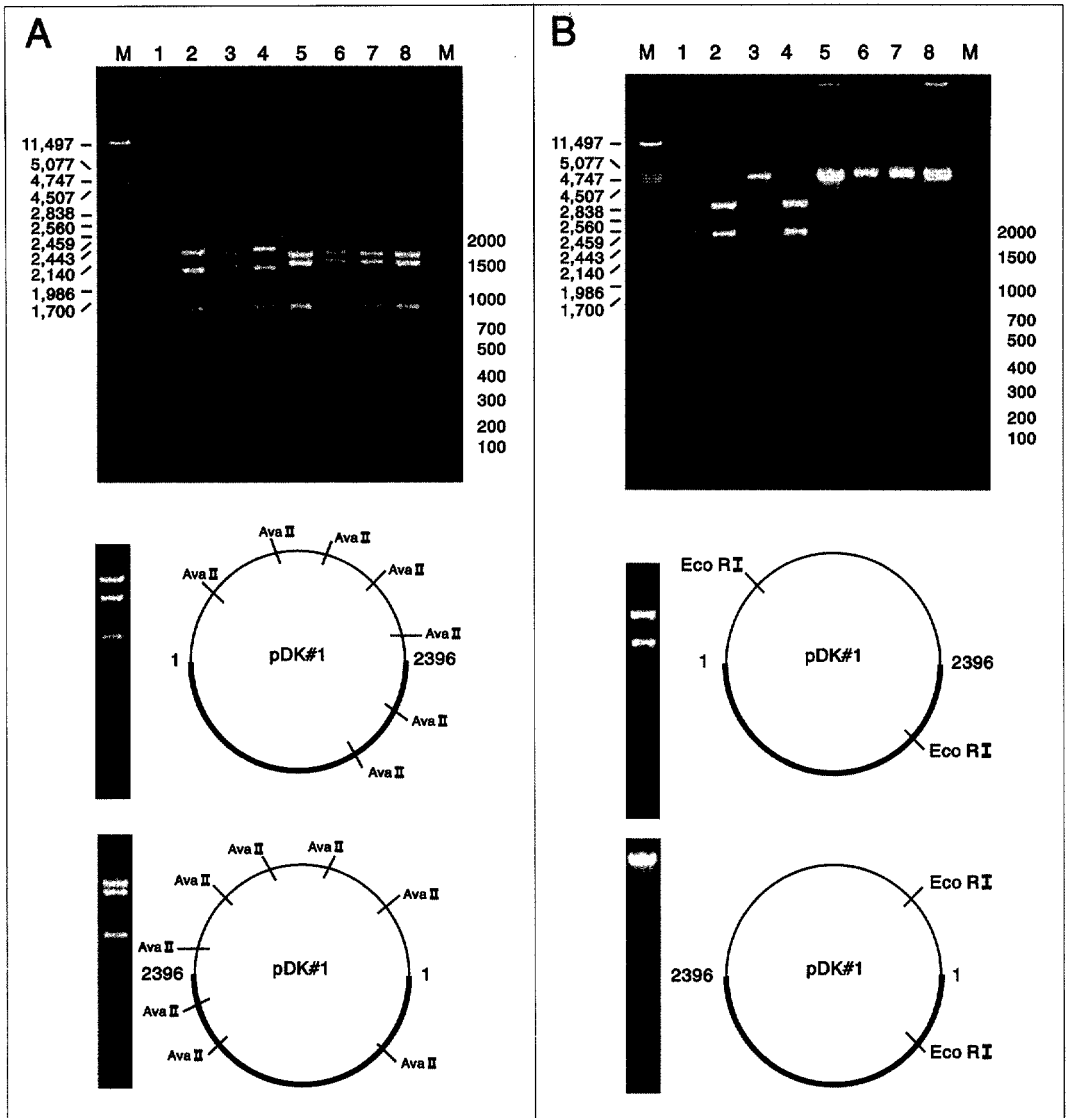 A
M 1 2 3 4 5 6 7 8 M
11,497
5,077
4,747
4,507
2,838
2,560
2,459
2,443
2,140
1,986
1,700
2000
1500
1000
700
500
400
300
200
100
Ava II
Ava II
Ava II
Ava II
Ava II
1
pDK#1
2396
Ava II
Ava II
Ava II
Ava II
Ava II
Ava II
Ava II
2396
pDK#1
1
Ava II
Ava II
Ava II
B
M 1 2 3 4 5 6 7 8 M
11,497
5,077
4,747
4,507
2,838
2,560
2,459
2,443
2,140
1,986
1,700
2000
1500
1000
700
500
400
300
200
100
Eco RI
1
pDK#1
2396
Eco RI
Eco RI
2396
pDK#1
1
Eco RI